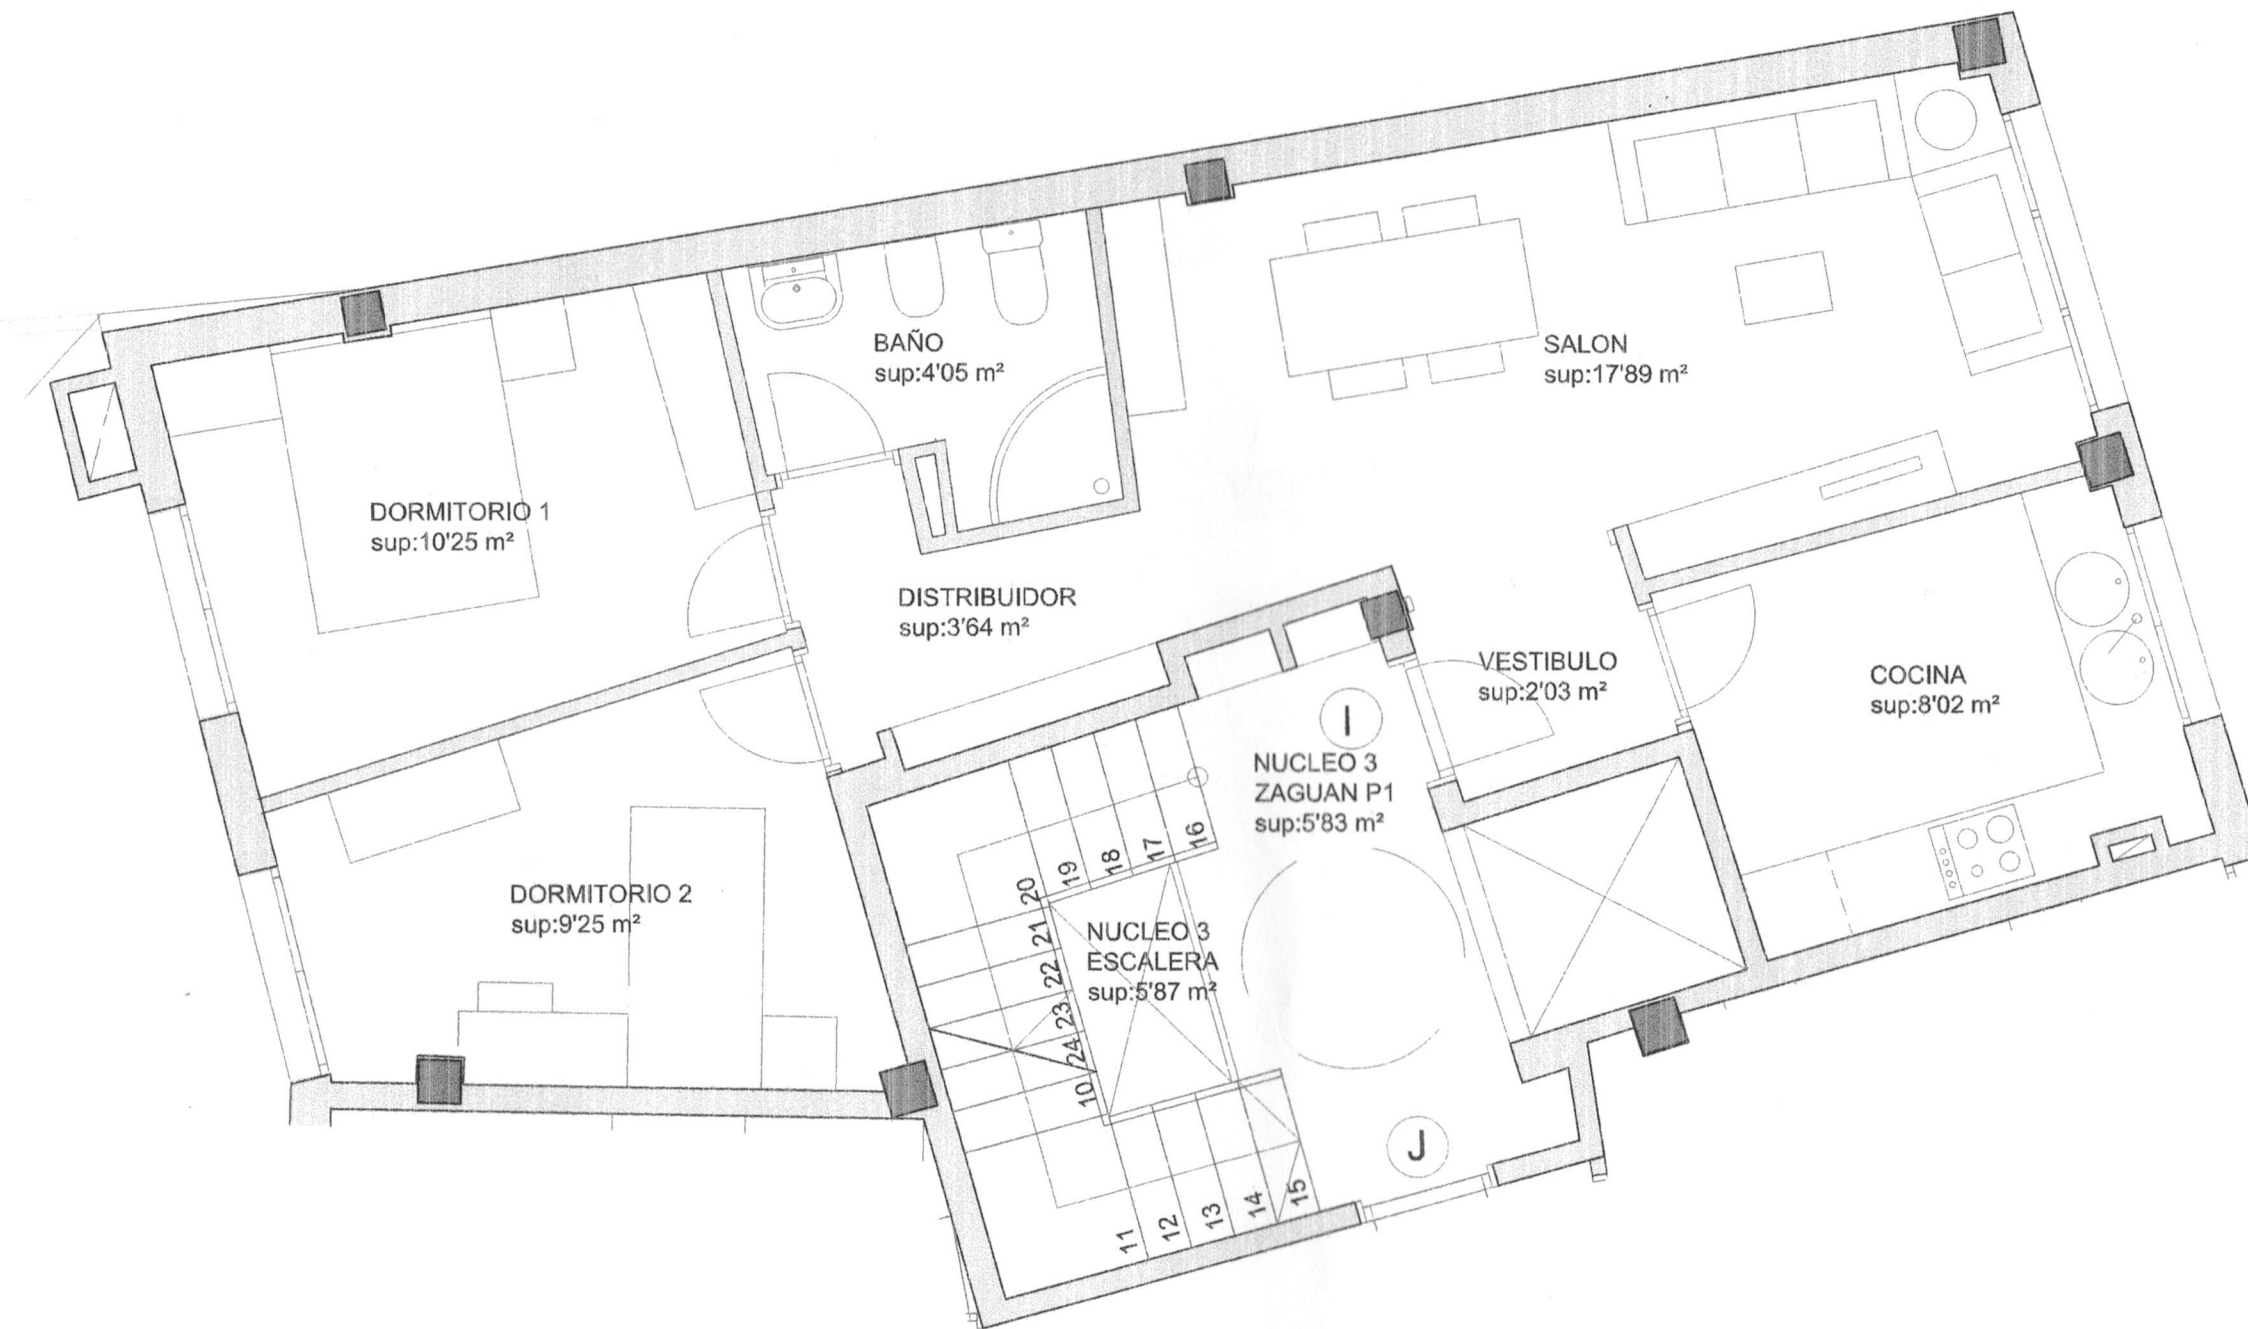 BAÑO
sup:4'05 m²
SALON
sup:17'89 m²
DORMITORIO 1
sup:10'25 m²
DISTRIBUIDOR
sup:3'64 m²
VESTIBULO
sup:2'03 m²
COCINA
sup:8'02 m²
I
NUCLEO 3
ZAGUAN P1
sup:5'83 m²
DORMITORIO 2
sup:9'25 m²
NUCLEO 3
ESCALERA
sup:5'87 m²
16
17
18
19
20
21
22
23
24
10
11
12
13
14
15
J